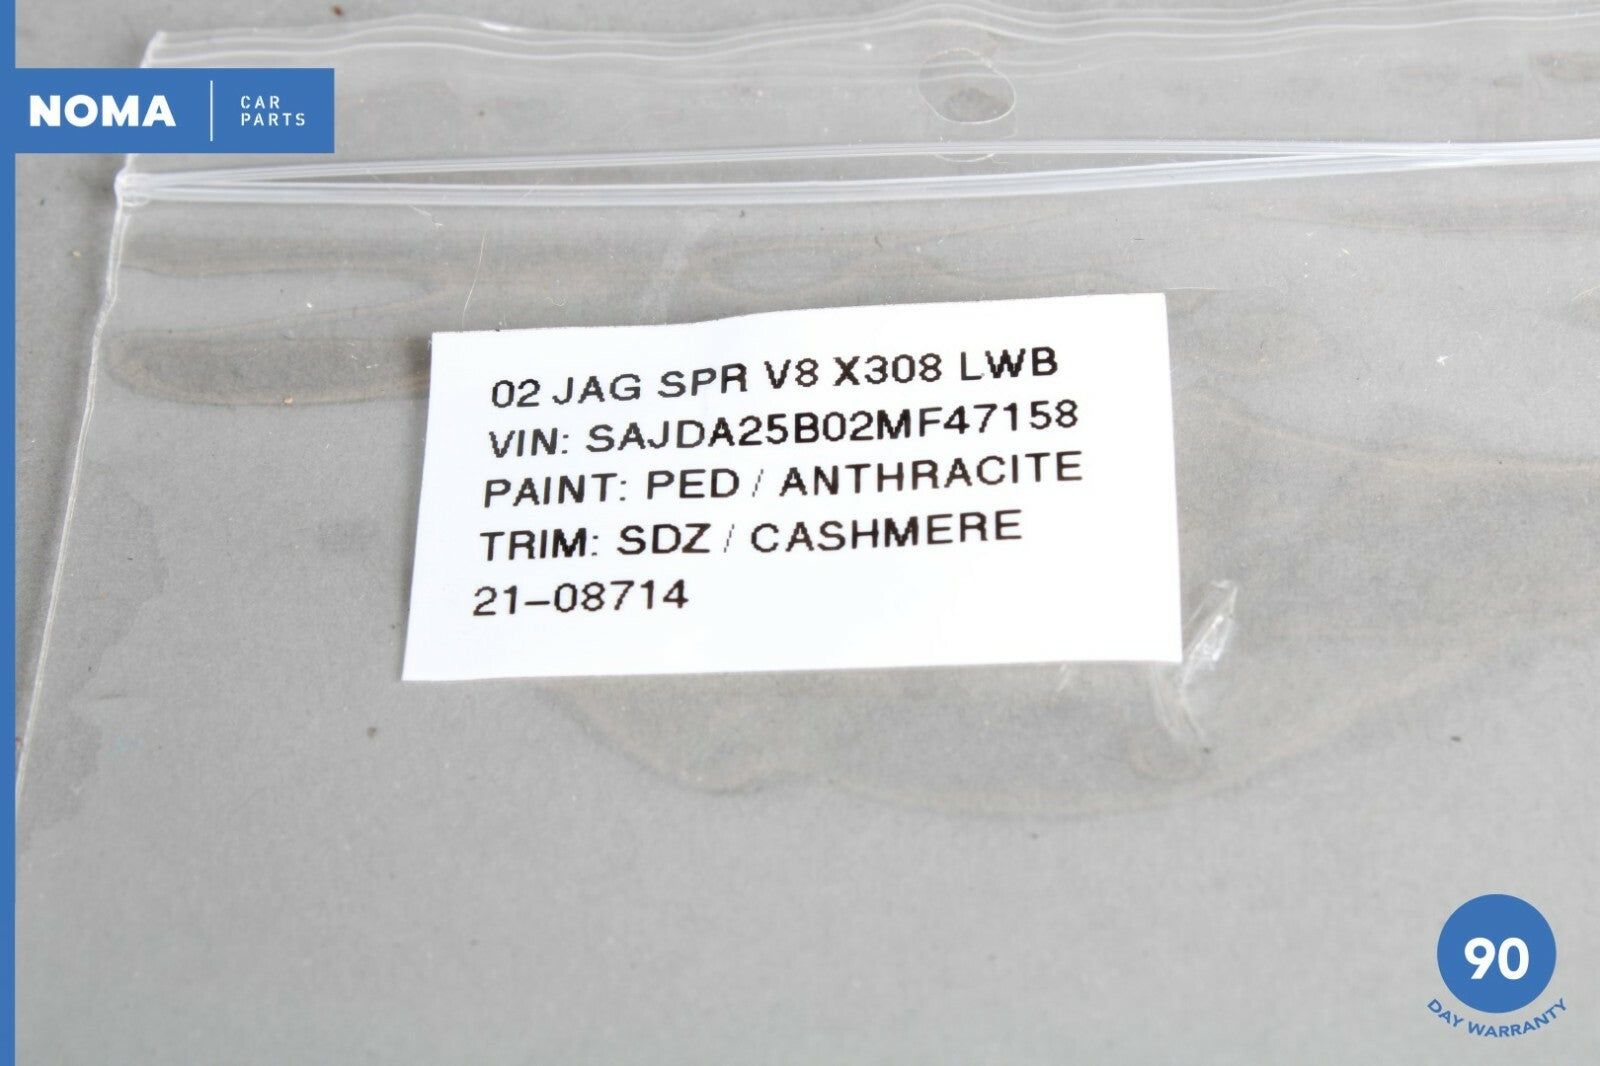 NOMA
CAR
PARTS
02 JAG SPR V8 X308 LWB
VIN: SAJDA25B02MF47158
PAINT: PED / ANTHRACITE
TRIM: SDZ / CASHMERE
21-08714
90
DAY WARRANTY